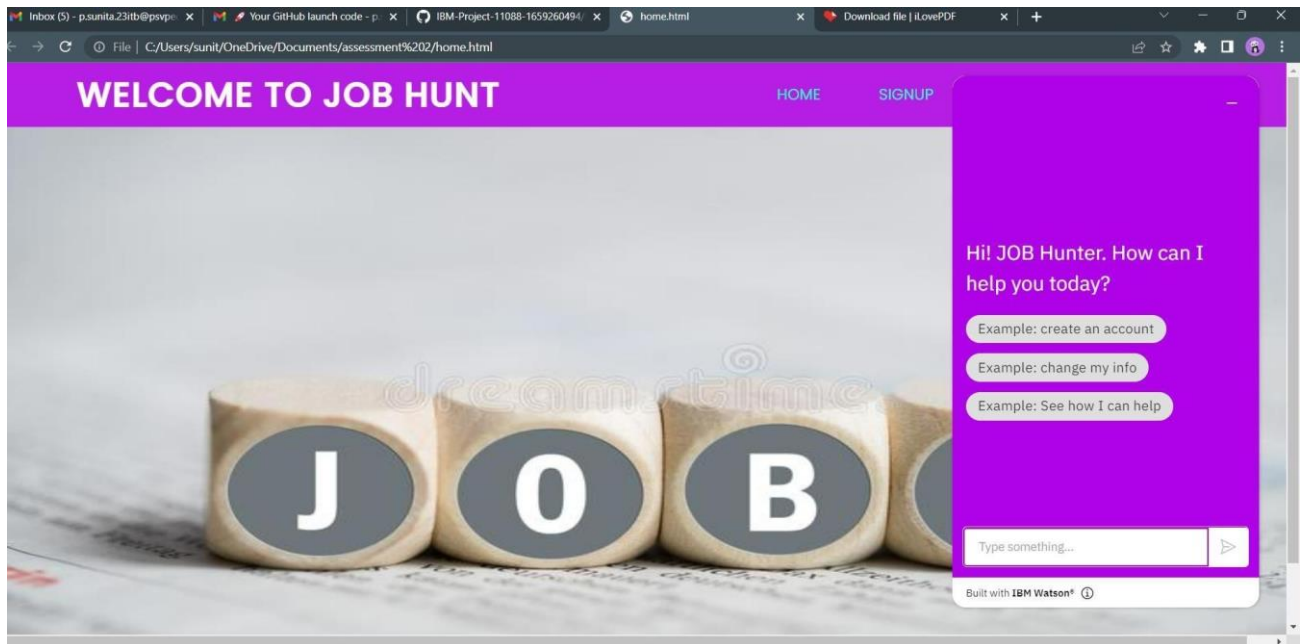 Inbox (5) - p.sunita.23itb@psvpe
Your GitHub launch code - p.
IBM-Project-11088-1659260494/
home.html
Download file | iLovePDF
File
C:/Users/sunit/OneDrive/Documents/assessment%202/home.html
WELCOME TO JOB HUNT
HOME
SIGNUP
Hi! JOB Hunter. How can I
help you today?
Example: create an account
Example: change my info
Example: See how I can help
dreamstime
J
O
B
Type something...
Built with IBM Watson®